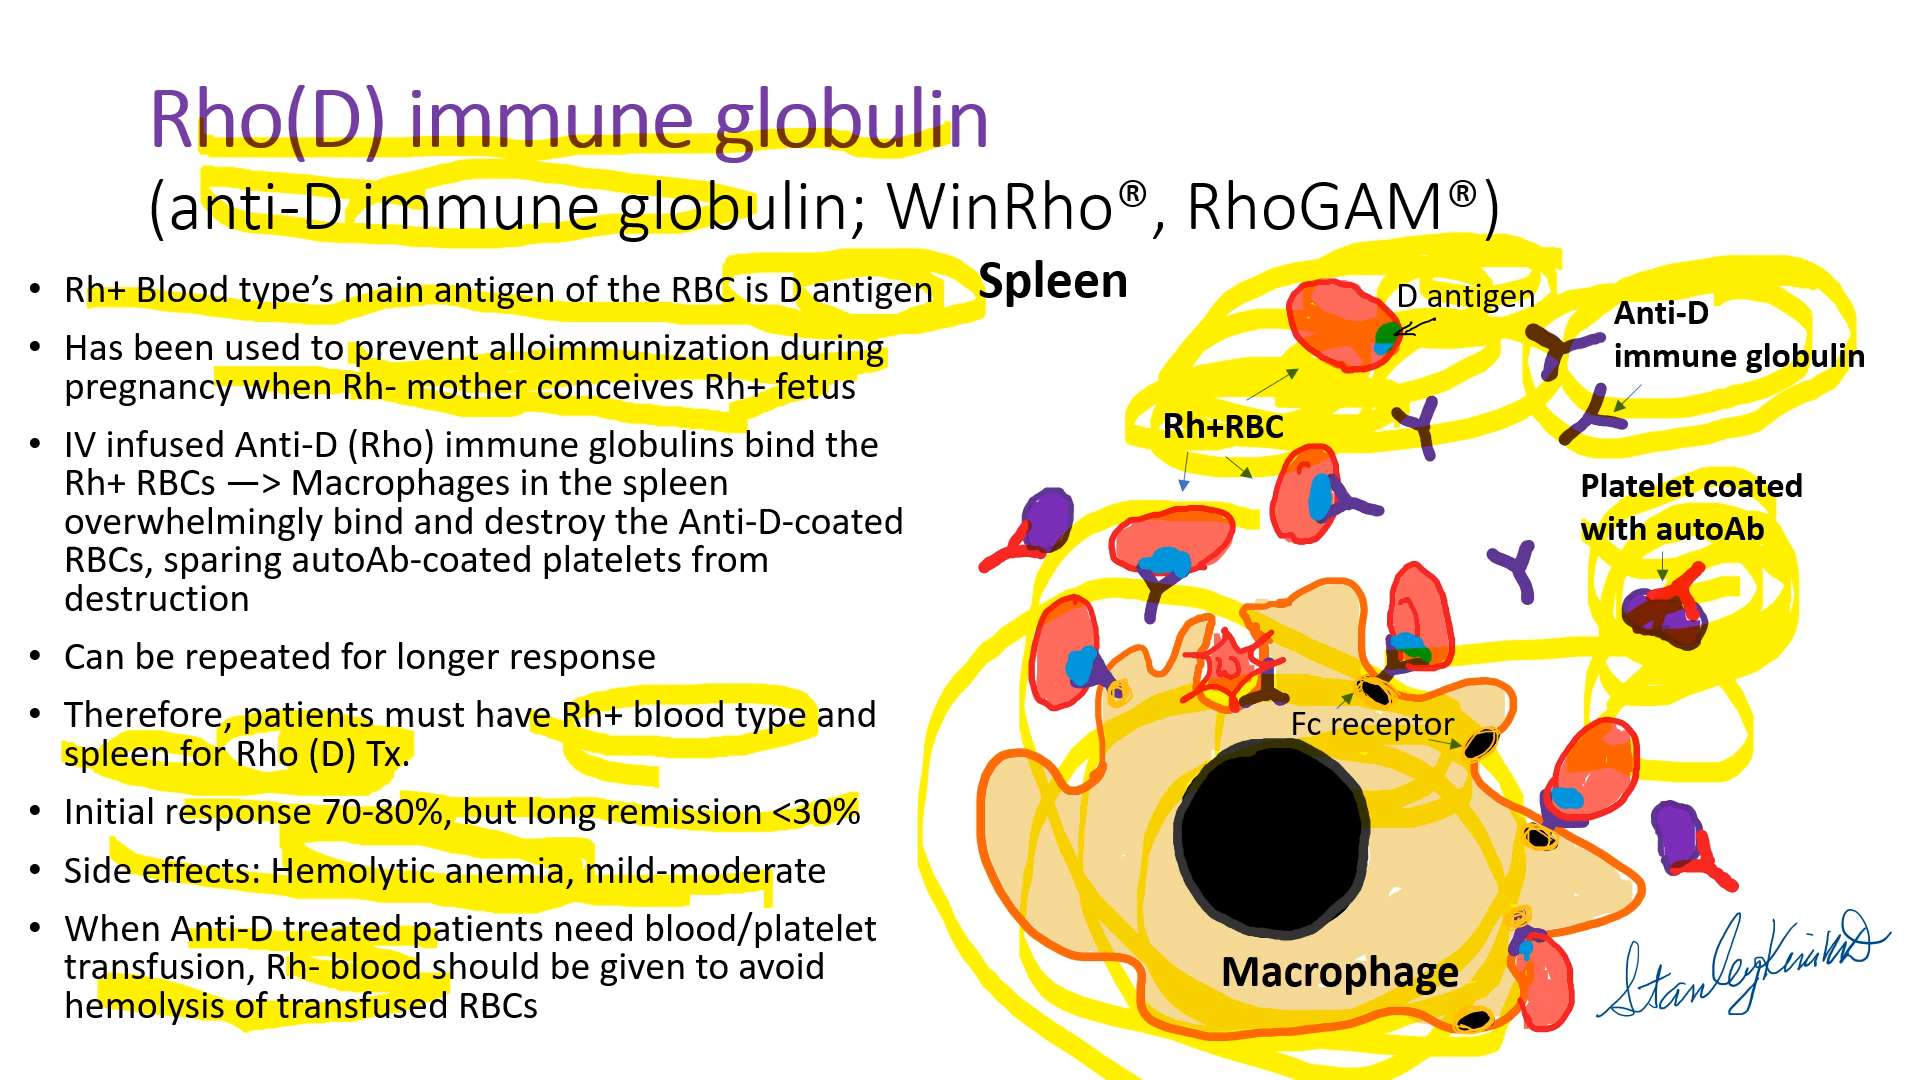 Rho(D) immune globulin
(anti-D immune globulin; WinRho®, RhoGAM®)
• Rh+ Blood type’s main antigen of the RBC is D antigen
• Has been used to prevent alloimmunization during
pregnancy when Rh- mother conceives Rh+ fetus
• IV infused Anti-D (Rho) immune globulins bind the
Rh+ RBCs —> Macrophages in the spleen
overwhelmingly bind and destroy the Anti-D-coated
RBCs, sparing autoAb-coated platelets from
destruction
• Can be repeated for longer response
• Therefore, patients must have Rh+ blood type and
spleen for Rho (D) Tx.
• Initial response 70-80%, but long remission <30%
• Side effects: Hemolytic anemia, mild-moderate
• When Anti-D treated patients need blood/platelet
transfusion, Rh- blood should be given to avoid
hemolysis of transfused RBCs
Spleen
D antigen
Anti-D
immune globulin
Rh+RBC
Platelet coated
with autoAb
Fc receptor
Macrophage